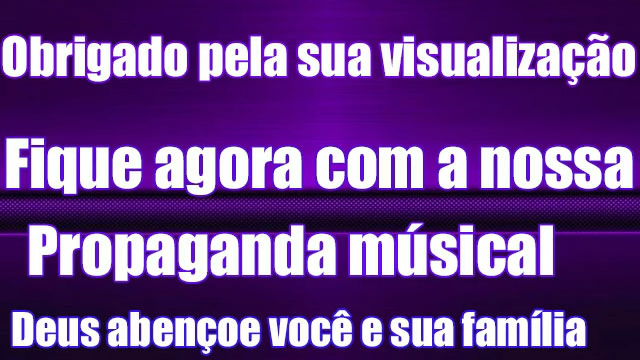 Obrigado pela sua visualização
Fique agora com a nossa
Propaganda músical
Deus abençoe você e sua família